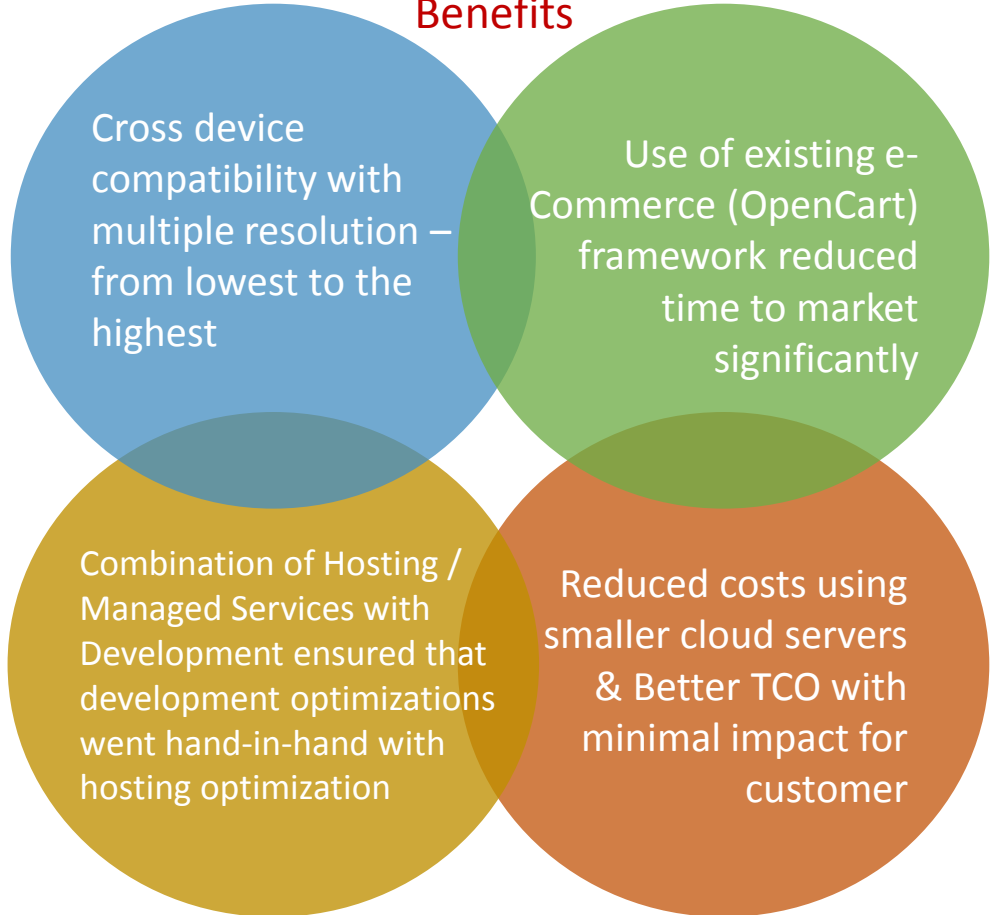 Benefits
Cross device
compatibility with
multiple resolution –
from lowest to the
highest
Use of existing e-
Commerce (OpenCart)
framework reduced
time to market
significantly
Combination of Hosting /
Managed Services with
Development ensured that
development optimizations
went hand-in-hand with
hosting optimization
Reduced costs using
smaller cloud servers
& Better TCO with
minimal impact for
customer